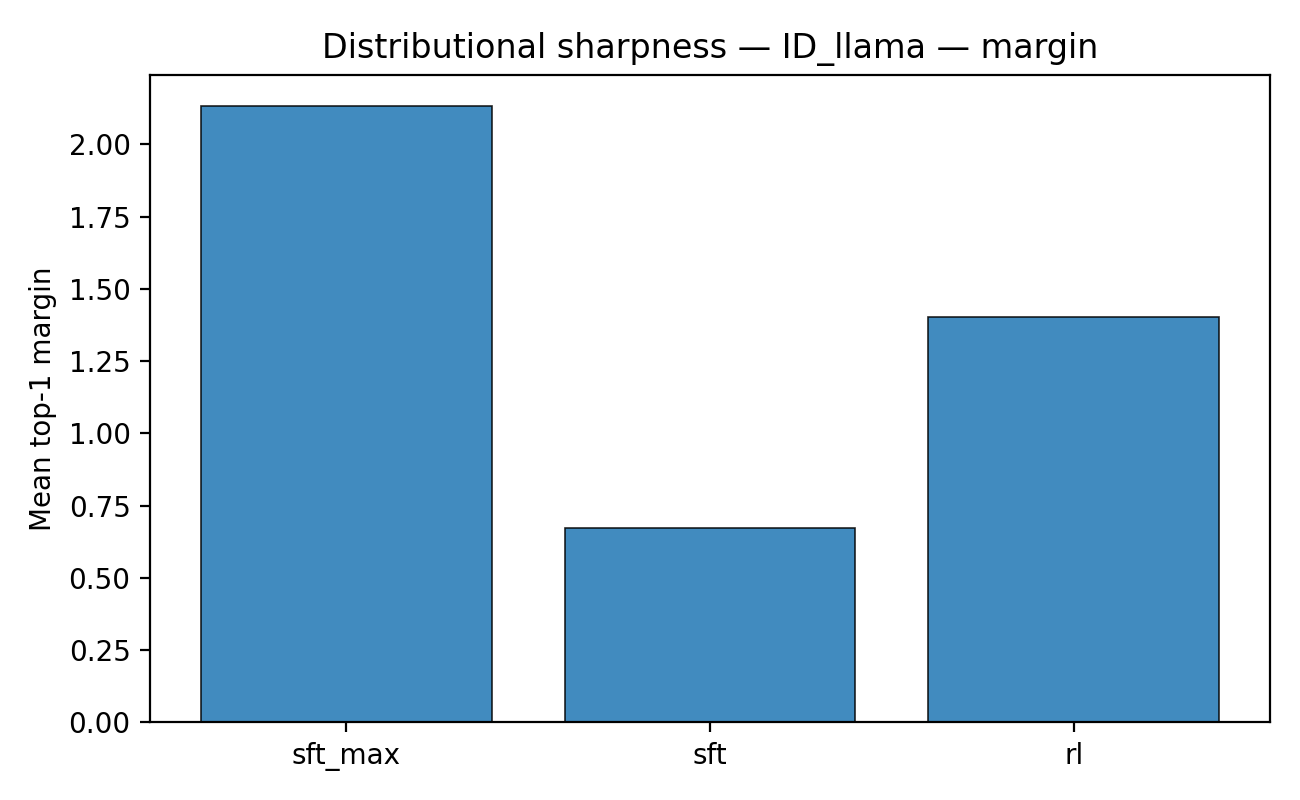 Distributional sharpness — ID_llama — margin
Mean top-1 margin
2.00
1.75
1.50
1.25
1.00
0.75
0.50
0.25
0.00
sft_max
sft
rl